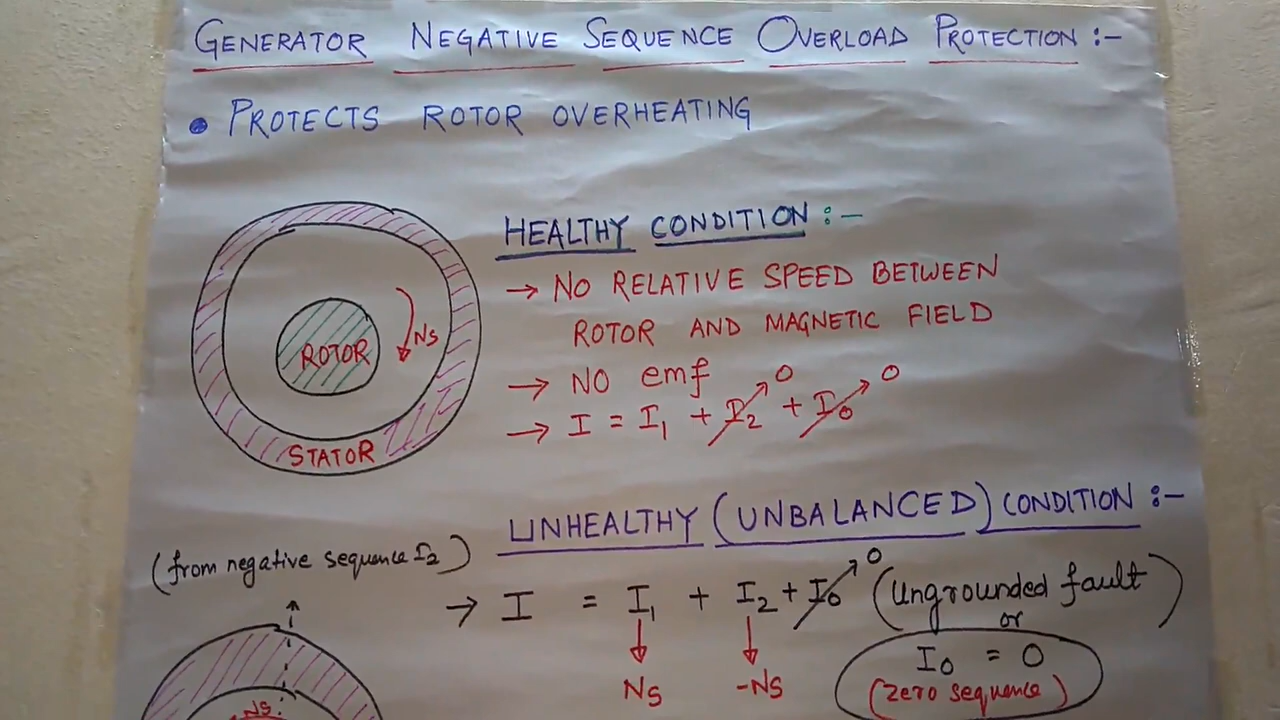 GENERATOR NEGATIVE SEQUENCE OVERLOAD PROTECTION :-
• PROTECTS ROTOR OVERHEATING
HEALTHY CONDITION :-
→ NO RELATIVE SPEED BETWEEN
ROTOR AND MAGNETIC FIELD
→ NO emf
→ I = I₁ + I₂ ↗ 0 + I₀ ↗ 0
ROTOR
NS
STATOR
UNHEALTHY (UNBALANCED) CONDITION :-
(from negative sequence I₂)
→ I = I₁ + I₂ + I₀ ↗ 0 (Ungrounded fault
or
I₀ = 0
(zero sequence)
)
↓ ↓
NS -NS
NS